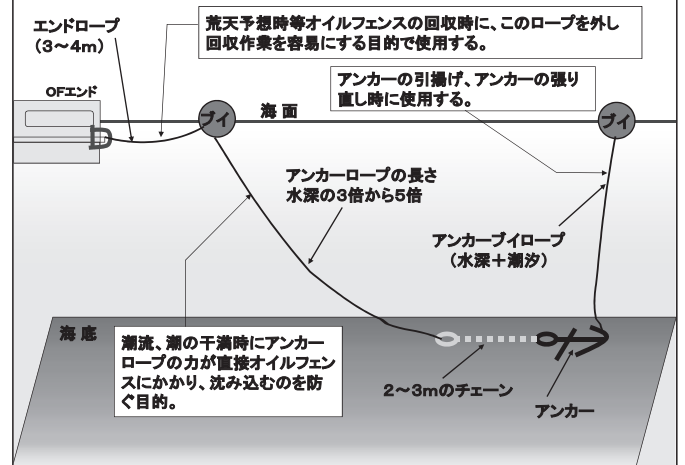 エンドロープ
（3〜4m）
荒天予想時等オイルフェンスの回収時に、このロープを外し
回収作業を容易にする目的で使用する。
OFエンド
アンカーの引揚げ、アンカーの張り
直し時に使用する。
ブイ
海面
ブイ
アンカーロープの長さ
水深の3倍から5倍
アンカーブイロープ
（水深＋潮汐）
海底
潮流、潮の干満時にアンカー
ロープの力が直接オイルフェン
スにかかり、沈み込むのを防
ぐ目的。
2〜3mのチェーン
アンカー